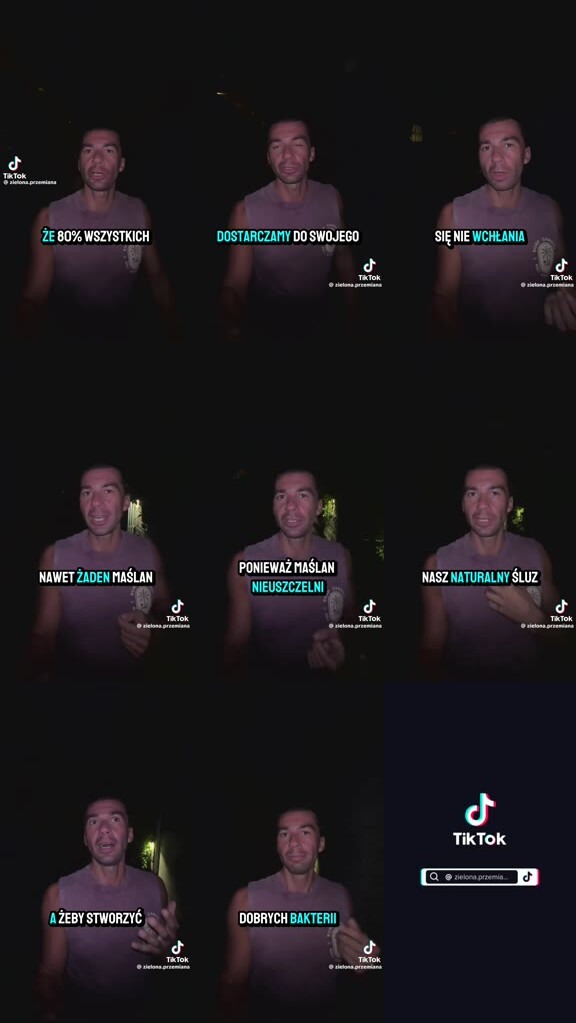 TikTok
@ zielona.przemiana
ŻE 80% WSZYSTKICH
DOSTARCZAMY DO SWOJEGO
TikTok
@ zielona.przemiana
SIĘ NIE WCHŁANIA
TikTok
@ zielona.przemiana
NAWET ŻADEN MAŚLAN
TikTok
@ zielona.przemiana
PONIEWAŻ MAŚLAN
NIEUSZCZELNI
TikTok
@ zielona.przemiana
NASZ NATURALNY ŚLUZ
TikTok
@ zielona.przemiana
A ŻEBY STWORZYĆ
TikTok
@ zielona.przemiana
DOBRYCH BAKTERII
TikTok
@ zielona.przemiana
TikTok
@ zielona.przemia...